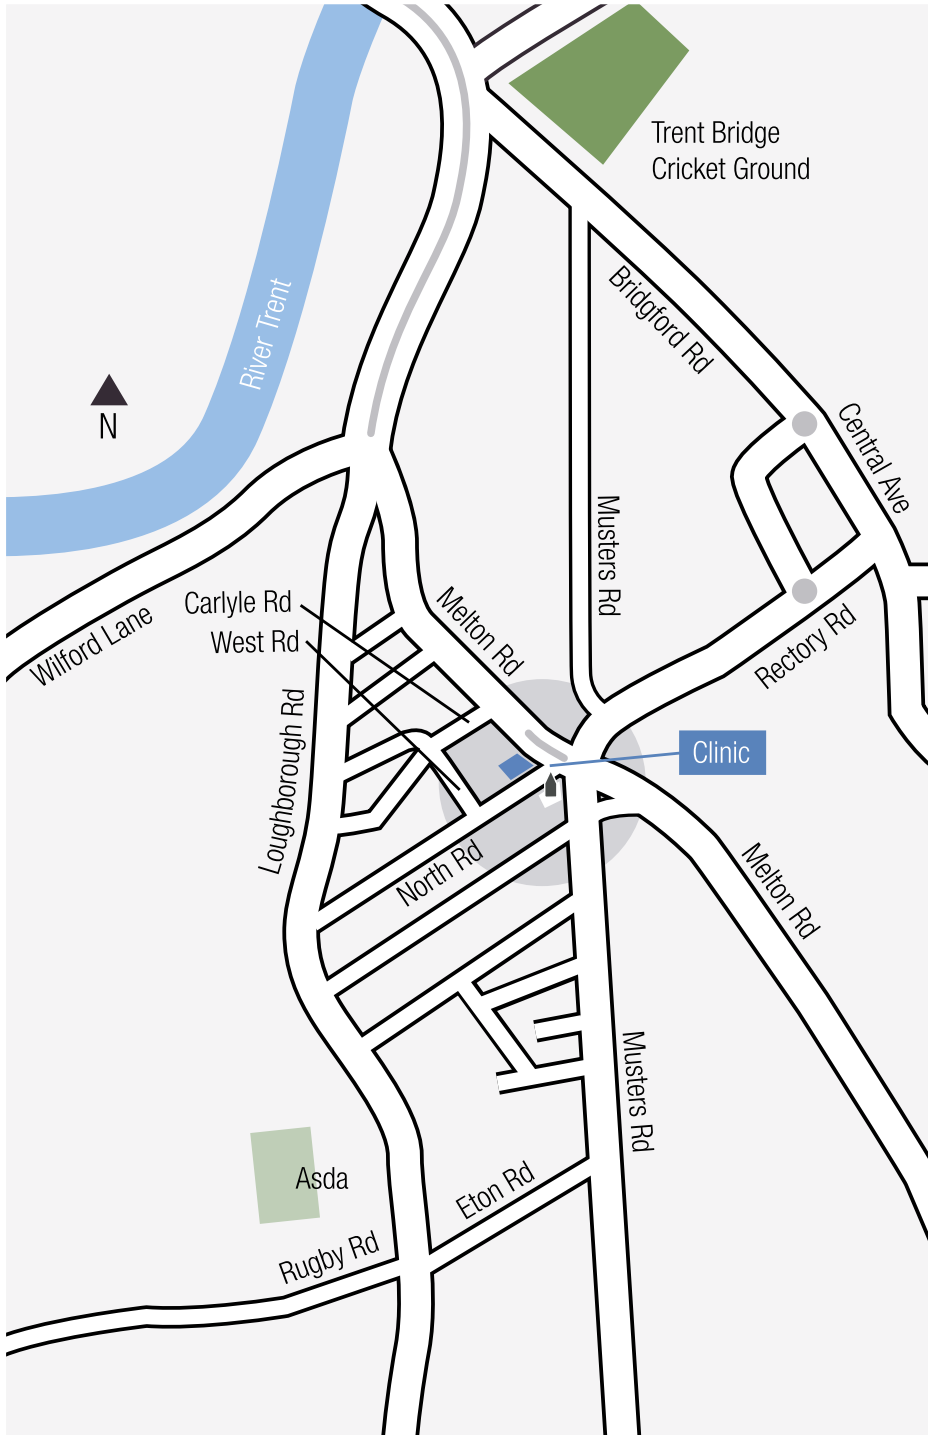 Trent Bridge
Cricket Ground
Bridgford Rd
River Trent
N
Central Ave
Musters Rd
Carlyle Rd
West Rd
Melton Rd
Wilford Lane
Rectory Rd
Loughborough Rd
Clinic
North Rd
Melton Rd
Musters Rd
Asda
Eton Rd
Rugby Rd